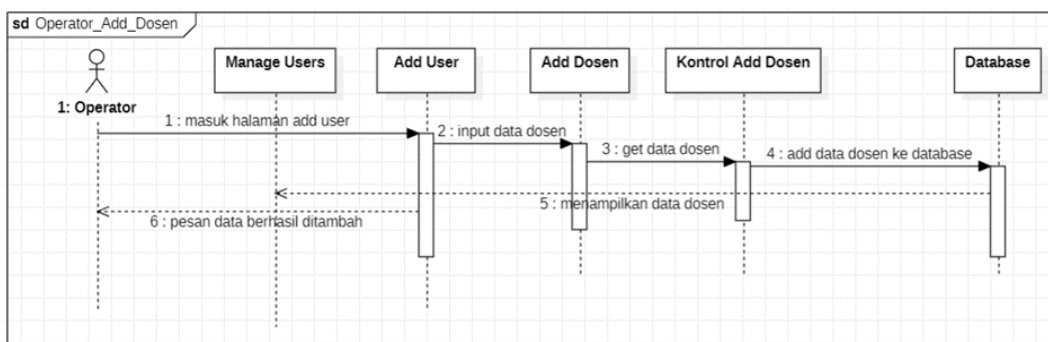 sd Operator_Add_Dosen
Manage Users
Add User
Add Dosen
Kontrol Add Dosen
Database
1: Operator
1 : masuk halaman add user
2 : input data dosen
3 : get data dosen
4 : add data dosen ke database
5 : menampilkan data dosen
6 : pesan data berhasil ditambah